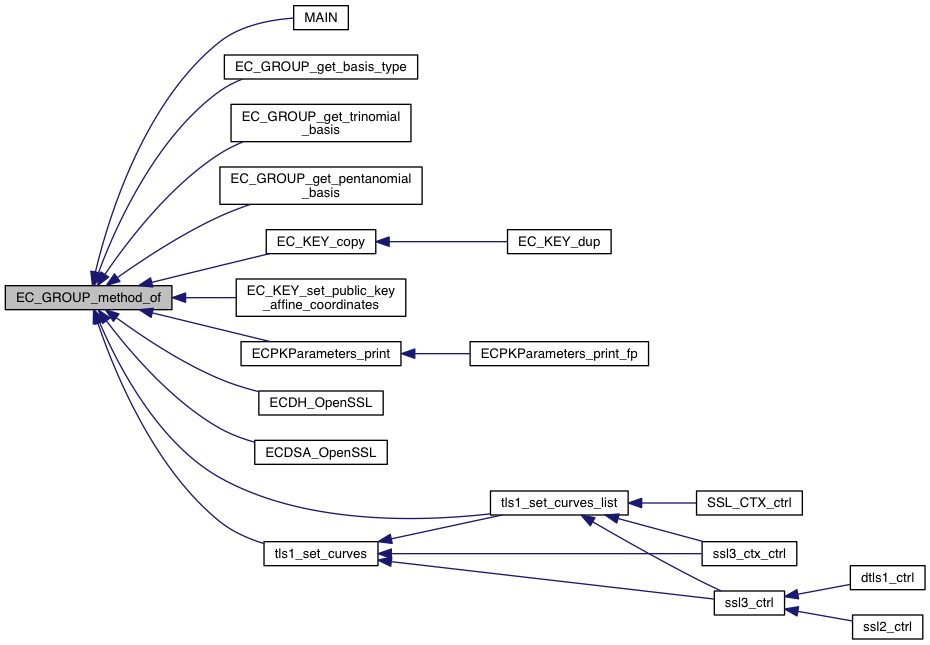 MAIN
EC_GROUP_get_basis_type
EC_GROUP_get_trinomial
_basis
EC_GROUP_get_pentanomial
_basis
EC_KEY_copy
EC_KEY_dup
EC_GROUP_method_of
EC_KEY_set_public_key
_affine_coordinates
ECPKParameters_print
ECPKParameters_print_fp
ECDH_OpenSSL
ECDSA_OpenSSL
tls1_set_curves_list
SSL_CTX_ctrl
tls1_set_curves
ssl3_ctx_ctrl
dtls1_ctrl
ssl3_ctrl
ssl2_ctrl